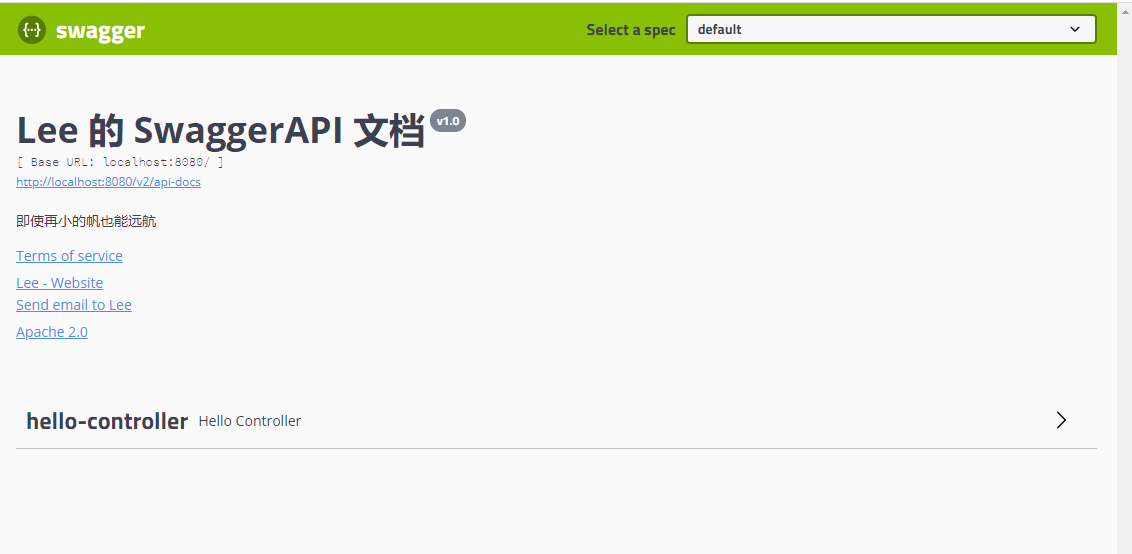 {··} swagger Select a spec default
Lee 的 SwaggerAPI 文档 v1.0
[ Base URL: localhost:8080/ ]
http://localhost:8080/v2/api-docs
即使再小的帆也能远航
Terms of service
Lee - Website
Send email to Lee
Apache 2.0
hello-controller Hello Controller